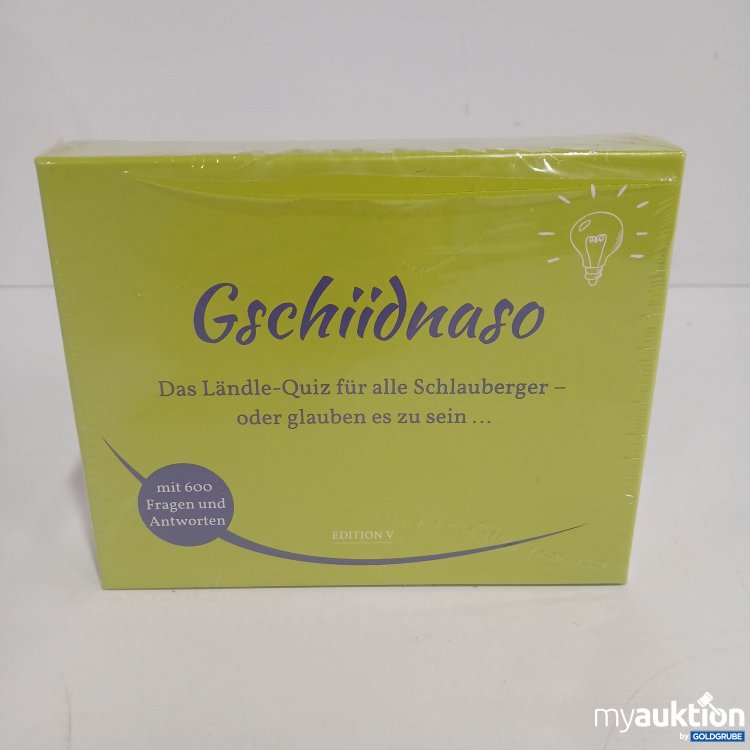 Gschiidnaso
Das Ländle-Quiz für alle Schlauberger –
oder glauben es zu sein ...
mit 600
Fragen und
Antworten
EDITION V
myauktion
by GOLDGRUBE